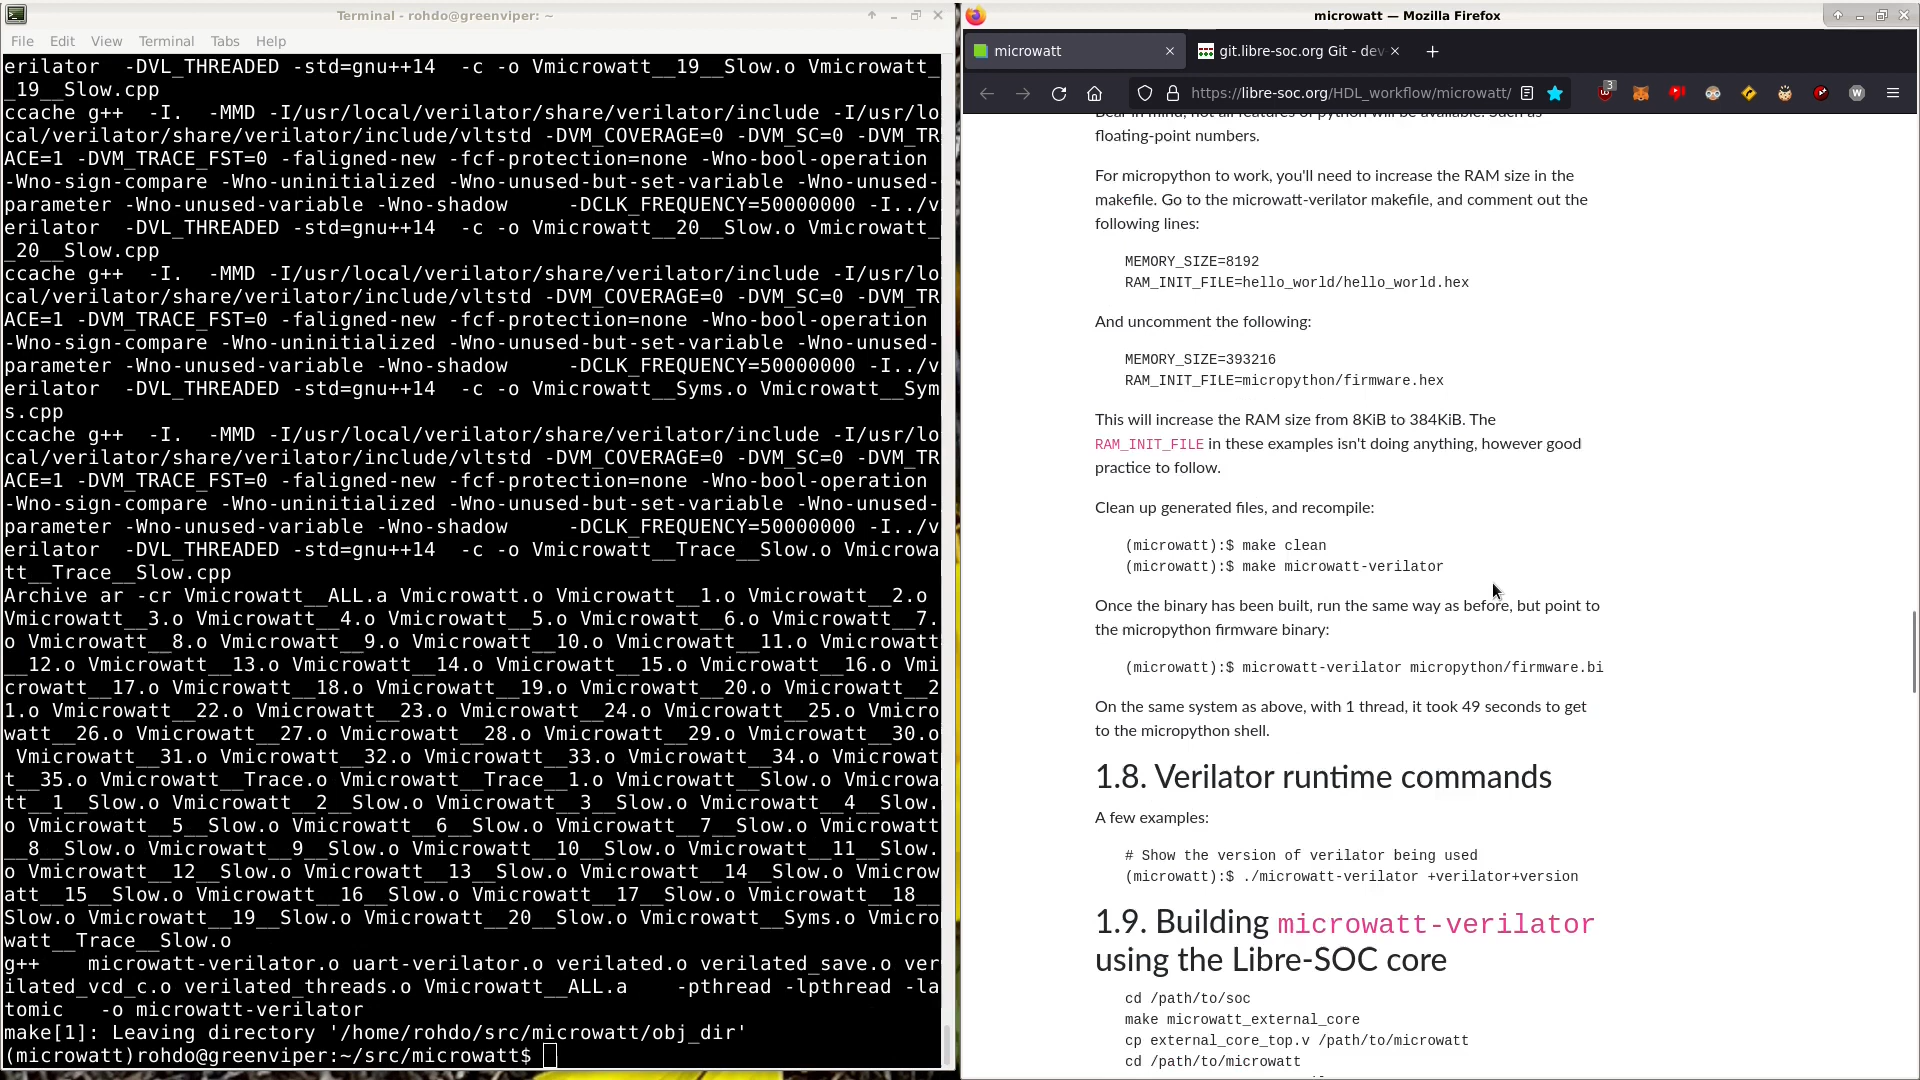 Terminal - rohdo@greenviper: ~
File Edit View Terminal Tabs Help
erilator  -DVL_THREADED -std=gnu++14  -c -o Vmicrowatt__19__Slow.o Vmicrowatt_
_19__Slow.cpp
ccache g++  -I.  -MMD -I/usr/local/verilator/share/verilator/include -I/usr/lo
cal/verilator/share/verilator/include/vltstd -DVM_COVERAGE=0 -DVM_SC=0 -DVM_TR
ACE=1 -DVM_TRACE_FST=0 -faligned-new -fcf-protection=none -Wno-bool-operation
-Wno-sign-compare -Wno-uninitialized -Wno-unused-but-set-variable -Wno-unused-
parameter -Wno-unused-variable -Wno-shadow     -DCLK_FREQUENCY=50000000 -I../v
erilator  -DVL_THREADED -std=gnu++14  -c -o Vmicrowatt__20__Slow.o Vmicrowatt_
_20__Slow.cpp
ccache g++  -I.  -MMD -I/usr/local/verilator/share/verilator/include -I/usr/lo
cal/verilator/share/verilator/include/vltstd -DVM_COVERAGE=0 -DVM_SC=0 -DVM_TR
ACE=1 -DVM_TRACE_FST=0 -faligned-new -fcf-protection=none -Wno-bool-operation
-Wno-sign-compare -Wno-uninitialized -Wno-unused-but-set-variable -Wno-unused-
parameter -Wno-unused-variable -Wno-shadow     -DCLK_FREQUENCY=50000000 -I../v
erilator  -DVL_THREADED -std=gnu++14  -c -o Vmicrowatt__Syms.o Vmicrowatt__Sym
s.cpp
ccache g++  -I.  -MMD -I/usr/local/verilator/share/verilator/include -I/usr/lo
cal/verilator/share/verilator/include/vltstd -DVM_COVERAGE=0 -DVM_SC=0 -DVM_TR
ACE=1 -DVM_TRACE_FST=0 -faligned-new -fcf-protection=none -Wno-bool-operation
-Wno-sign-compare -Wno-uninitialized -Wno-unused-but-set-variable -Wno-unused-
parameter -Wno-unused-variable -Wno-shadow     -DCLK_FREQUENCY=50000000 -I../v
erilator  -DVL_THREADED -std=gnu++14  -c -o Vmicrowatt__Trace__Slow.o Vmicrowa
tt__Trace__Slow.cpp
Archive ar -cr Vmicrowatt__ALL.a Vmicrowatt.o Vmicrowatt__1.o Vmicrowatt__2.o
Vmicrowatt__3.o Vmicrowatt__4.o Vmicrowatt__5.o Vmicrowatt__6.o Vmicrowatt__7.
o Vmicrowatt__8.o Vmicrowatt__9.o Vmicrowatt__10.o Vmicrowatt__11.o Vmicrowatt
__12.o Vmicrowatt__13.o Vmicrowatt__14.o Vmicrowatt__15.o Vmicrowatt__16.o Vmi
crowatt__17.o Vmicrowatt__18.o Vmicrowatt__19.o Vmicrowatt__20.o Vmicrowatt__2
1.o Vmicrowatt__22.o Vmicrowatt__23.o Vmicrowatt__24.o Vmicrowatt__25.o Vmicro
watt__26.o Vmicrowatt__27.o Vmicrowatt__28.o Vmicrowatt__29.o Vmicrowatt__30.o
Vmicrowatt__31.o Vmicrowatt__32.o Vmicrowatt__33.o Vmicrowatt__34.o Vmicrowat
t__35.o Vmicrowatt__Trace.o Vmicrowatt__Trace__1.o Vmicrowatt__Slow.o Vmicrowa
tt__1__Slow.o Vmicrowatt__2__Slow.o Vmicrowatt__3__Slow.o Vmicrowatt__4__Slow.
o Vmicrowatt__5__Slow.o Vmicrowatt__6__Slow.o Vmicrowatt__7__Slow.o Vmicrowatt
__8__Slow.o Vmicrowatt__9__Slow.o Vmicrowatt__10__Slow.o Vmicrowatt__11__Slow.
o Vmicrowatt__12__Slow.o Vmicrowatt__13__Slow.o Vmicrowatt__14__Slow.o Vmicrow
att__15__Slow.o Vmicrowatt__16__Slow.o Vmicrowatt__17__Slow.o Vmicrowatt__18__
Slow.o Vmicrowatt__19__Slow.o Vmicrowatt__20__Slow.o Vmicrowatt__Syms.o Vmicro
watt__Trace__Slow.o
g++    microwatt-verilator.o uart-verilator.o verilated.o verilated_save.o ver
ilated_vcd_c.o verilated_threads.o Vmicrowatt__ALL.a    -pthread -lpthread -la
tomic   -o microwatt-verilator
make[1]: Leaving directory '/home/rohdo/src/microwatt/obj_dir'
(microwatt)rohdo@greenviper:~/src/microwatt$
microwatt — Mozilla Firefox
microwatt
git.libre-soc.org Git - dev
https://libre-soc.org/HDL_workflow/microwatt/
3
Bear in mind, not all features of python will be available. Such as
floating-point numbers.
For micropython to work, you'll need to increase the RAM size in the
makefile. Go to the microwatt-verilator makefile, and comment out the
following lines:
MEMORY_SIZE=8192
RAM_INIT_FILE=hello_world/hello_world.hex
And uncomment the following:
MEMORY_SIZE=393216
RAM_INIT_FILE=micropython/firmware.hex
This will increase the RAM size from 8KiB to 384KiB. The
RAM_INIT_FILE in these examples isn't doing anything, however good
practice to follow.
Clean up generated files, and recompile:
(microwatt):$ make clean
(microwatt):$ make microwatt-verilator
Once the binary has been built, run the same way as before, but point to
the micropython firmware binary:
(microwatt):$ microwatt-verilator micropython/firmware.bi
On the same system as above, with 1 thread, it took 49 seconds to get
to the micropython shell.
1.8. Verilator runtime commands
A few examples:
# Show the version of verilator being used
(microwatt):$ ./microwatt-verilator +verilator+version
1.9. Building microwatt-verilator
using the Libre-SOC core
cd /path/to/soc
make microwatt_external_core
cp external_core_top.v /path/to/microwatt
cd /path/to/microwatt